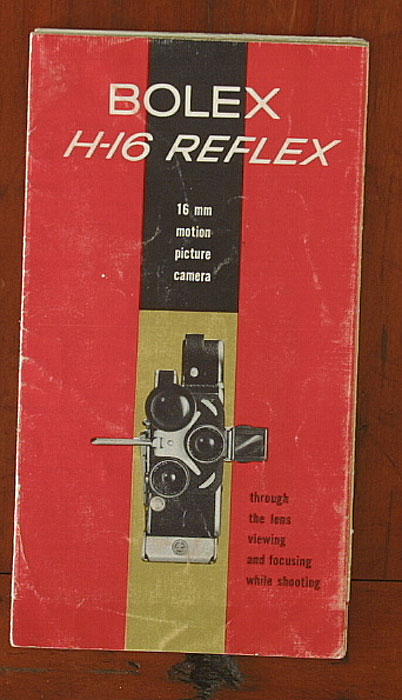 BOLEX
H-16 REFLEX
16 mm
motion
picture
camera
through
the lens
viewing
and focusing
while shooting